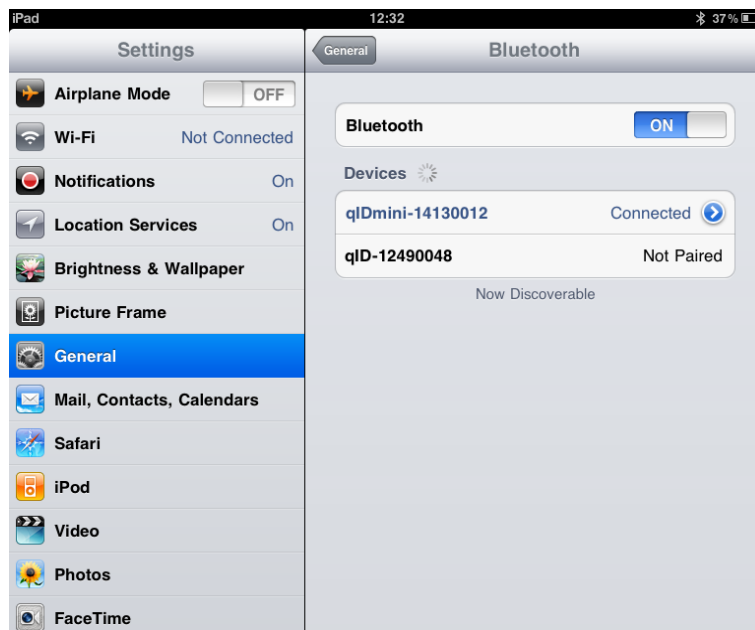 iPad 12:32 37%
Settings
Airplane Mode OFF
Wi-Fi Not Connected
Notifications On
Location Services On
Brightness & Wallpaper
Picture Frame
General
Mail, Contacts, Calendars
Safari
iPod
Video
Photos
FaceTime
General Bluetooth
Bluetooth ON
Devices
qIDmini-14130012 Connected
qID-12490048 Not Paired
Now Discoverable